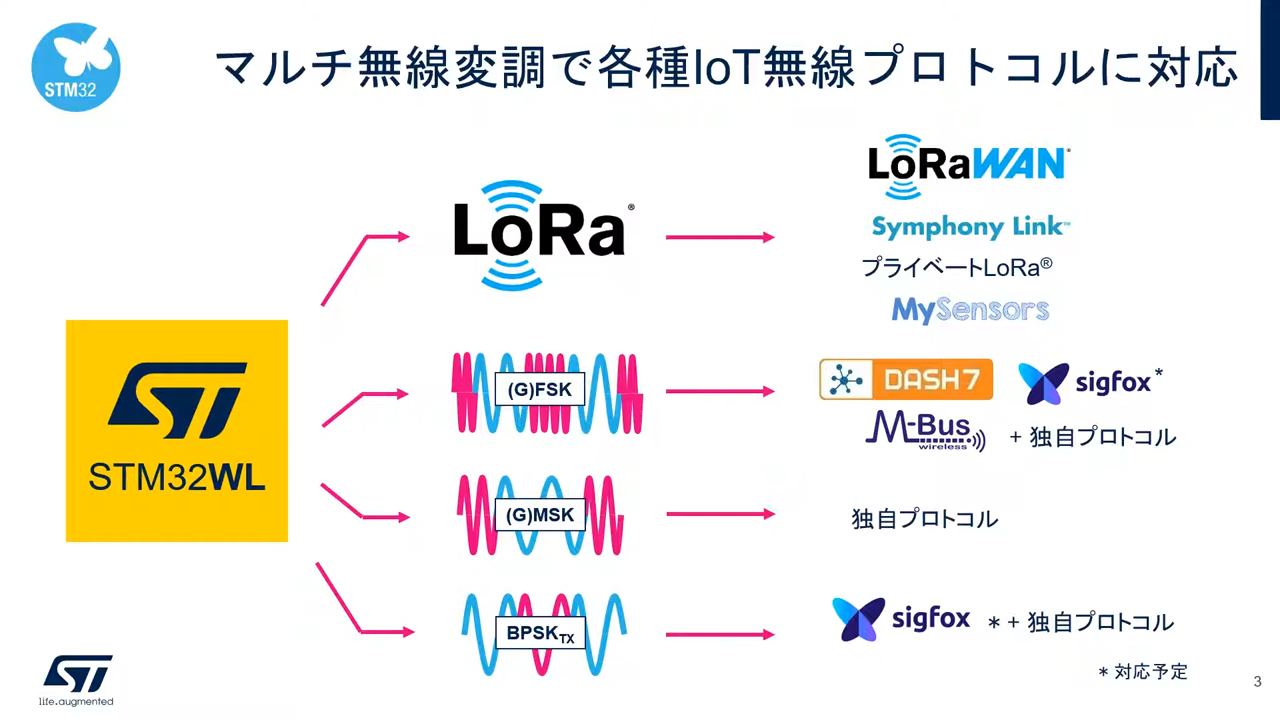 STM32
マルチ無線変調で各種IoT無線プロトコルに対応
ST
STM32WL
LoRa®
LoRaWAN®
Symphony Link™
プライベートLoRa®
MySensors
(G)FSK
DASH7
sigfox*
M-Bus
wireless
+ 独自プロトコル
(G)MSK
独自プロトコル
BPSKTX
sigfox
＊+ 独自プロトコル
＊対応予定
ST
life.augmented
3